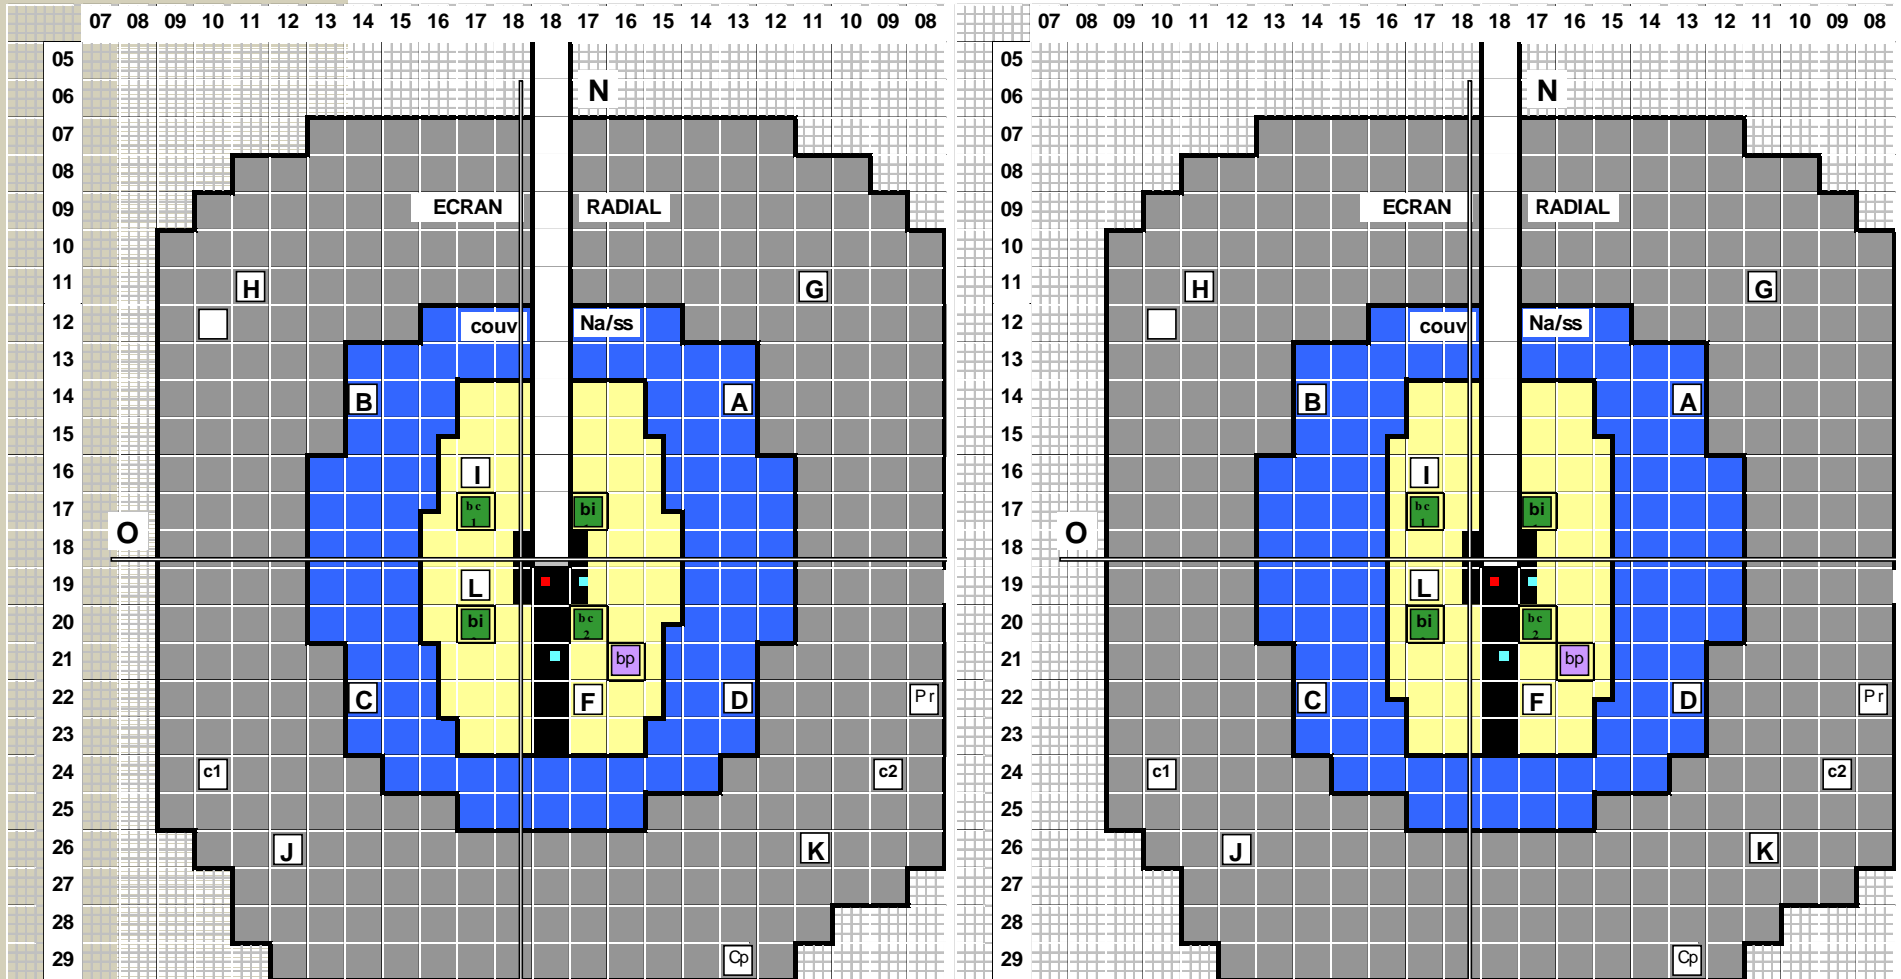 07 08 09 10 11 12 13 14 15 16 17 18 18 17 16 15 14 13 12 11 10 09 08 07 08 09 10 11 12 13 14 15 16 17 18 18 17 16 15 14 13 12 11 10 09 08
05 05
06 N 06 N
07 07
08 08
09 ECRAN RADIAL 09 ECRAN RADIAL
10 10
11 H G 11 H G
12 couv Na/ss 12 couv Na/ss
13 13
14 B A 14 B A
15 15
16 I 16 I
17 bc 1 bi 17 bc 1 bi
O O
18 18
19 L 19 L
20 bi bc 2 20 bi bc 2
21 bp 21 bp
22 C F D Pr 22 C F D Pr
23 23
24 c1 c2 24 c1 c2
25 25
26 J K 26 J K
27 27
28 28
29 Cp 29 Cp